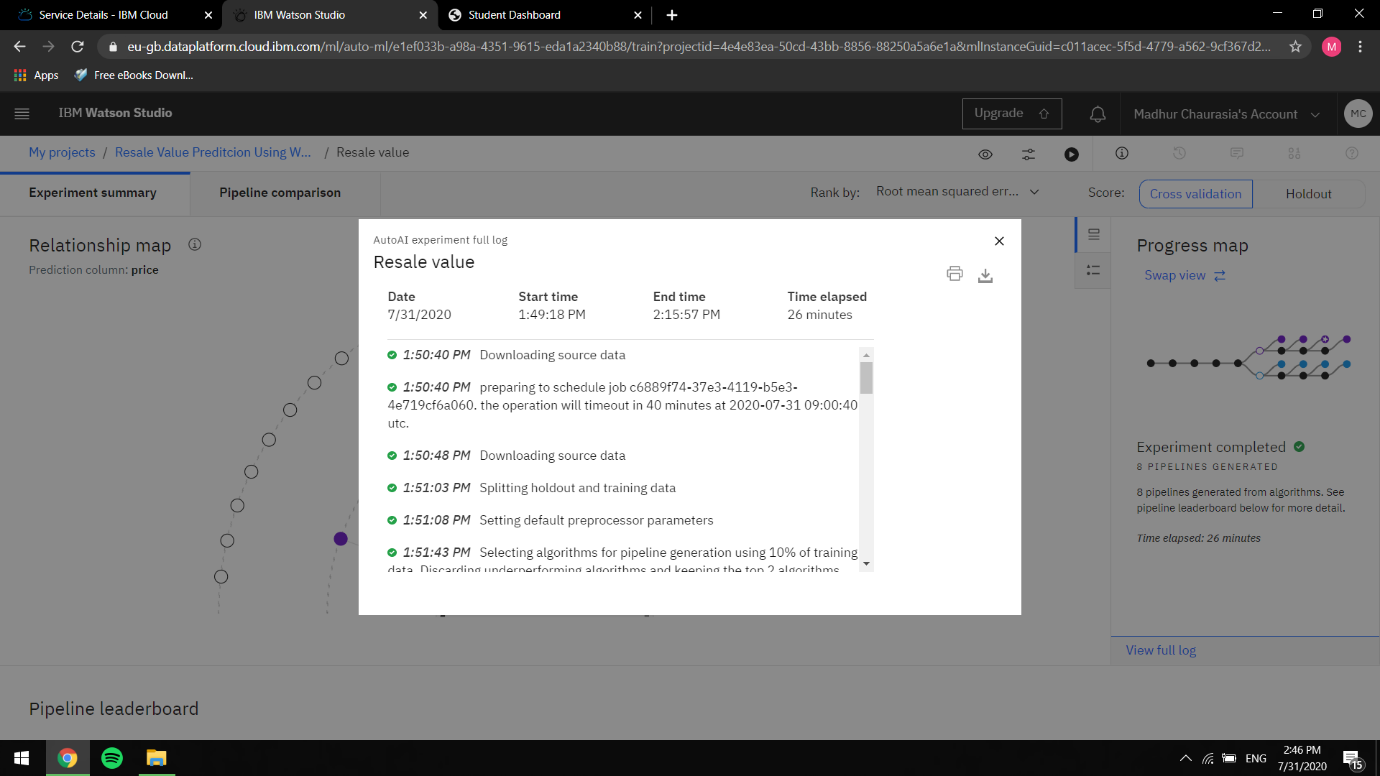 Service Details - IBM Cloud
IBM Watson Studio
Student Dashboard
eu-gb.dataplatform.cloud.ibm.com/ml/auto-ml/e1ef033b-a98a-4351-9615-eda1a2340b88/train?projectid=4e4e83ea-50cd-43bb-8856-88250a5a6e1a&mlInstanceGuid=c011acec-5f5d-4779-a562-9cf367d2...
M
Apps
Free eBooks Downl...
IBM Watson Studio
Upgrade
Madhur Chaurasia's Account
MC
My projects / Resale Value Preditcion Using W... / Resale value
Experiment summary
Pipeline comparison
Rank by: Root mean squared err...
Score: Cross validation Holdout
Relationship map
Prediction column: price
AutoAI experiment full log
Resale value
Date Start time End time Time elapsed
7/31/2020 1:49:18 PM 2:15:57 PM 26 minutes
1:50:40 PM Downloading source data
1:50:40 PM preparing to schedule job c6889f74-37e3-4119-b5e3-
4e719cf6a060. the operation will timeout in 40 minutes at 2020-07-31 09:00:40
utc.
1:50:48 PM Downloading source data
1:51:03 PM Splitting holdout and training data
1:51:08 PM Setting default preprocessor parameters
1:51:43 PM Selecting algorithms for pipeline generation using 10% of training
data. Discarding underperforming algorithms and keeping the top 2 algorithms
Progress map
Swap view
Experiment completed
8 PIPELINES GENERATED
8 pipelines generated from algorithms. See
pipeline leaderboard below for more detail.
Time elapsed: 26 minutes
View full log
Pipeline leaderboard
ENG
2:46 PM
7/31/2020
15